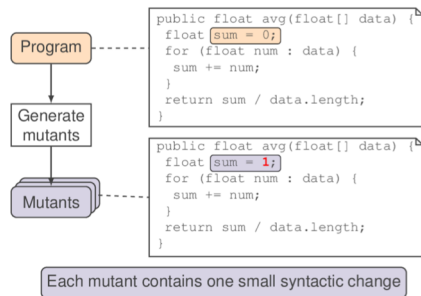 Program
public float avg(float[] data) {
float sum = 0;
for (float num : data) {
sum += num;
}
return sum / data.length;
}
Generate
mutants
Mutants
public float avg(float[] data) {
float sum = 1;
for (float num : data) {
sum += num;
}
return sum / data.length;
}
Each mutant contains one small syntactic change